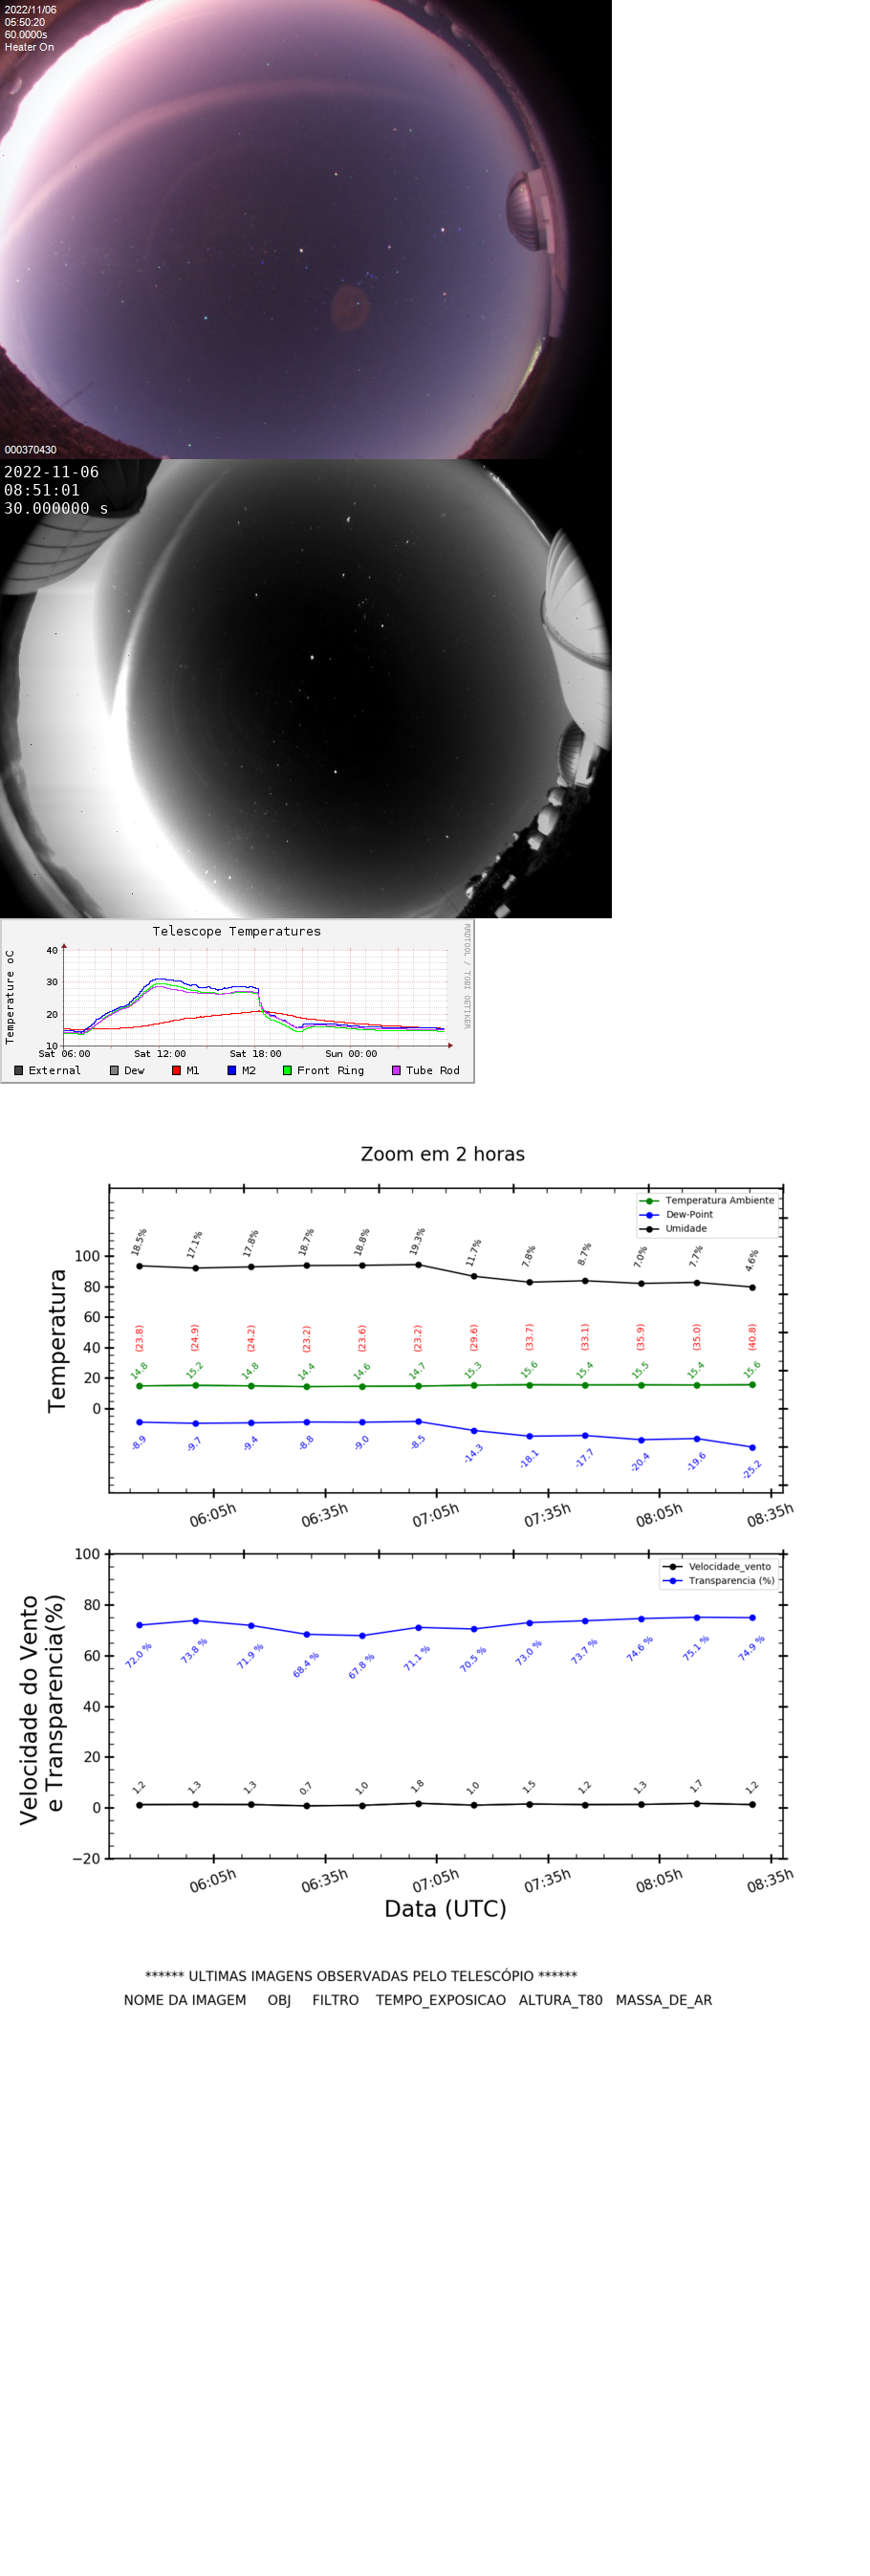 2022/11/06
05:50:20
60.0000s
Heater On
000370430
2022-11-06
08:51:01
30.000000 s
Telescope Temperatures
RRDTOOL / TOBI OETIKER
Temperature oC
40
30
20
10
Sat 06:00 Sat 12:00 Sat 18:00 Sun 00:00
External Dew M1 M2 Front Ring Tube Rod
Zoom em 2 horas
Temperatura Ambiente
Dew-Point
Umidade
Temperatura
100
80
60
40
20
0
18.5% 17.1% 17.8% 18.7% 18.8% 19.3% 11.7% 7.8% 8.7% 7.0% 7.7% 4.6%
(23.8) (24.9) (24.2) (23.2) (23.6) (23.2) (29.6) (33.7) (33.1) (35.9) (35.0) (40.8)
14.8 15.2 14.8 14.4 14.6 14.7 15.3 15.6 15.4 15.5 15.4 15.6
-8.9 -9.7 -9.4 -8.8 -9.0 -8.5 -14.3 -18.1 -17.7 -20.4 -19.6 -25.2
06:05h 06:35h 07:05h 07:35h 08:05h 08:35h
Velocidade_vento
Transparencia (%)
Velocidade do Vento
e Transparencia(%)
100
80
60
40
20
0
−20
72.0 % 73.8 % 71.9 % 68.4 % 67.8 % 71.1 % 70.5 % 73.0 % 73.7 % 74.6 % 75.1 % 74.9 %
1.2 1.3 1.3 0.7 1.0 1.8 1.0 1.5 1.2 1.3 1.7 1.2
06:05h 06:35h 07:05h 07:35h 08:05h 08:35h
Data (UTC)
****** ULTIMAS IMAGENS OBSERVADAS PELO TELESCÓPIO ******
NOME DA IMAGEM OBJ FILTRO TEMPO_EXPOSICAO ALTURA_T80 MASSA_DE_AR